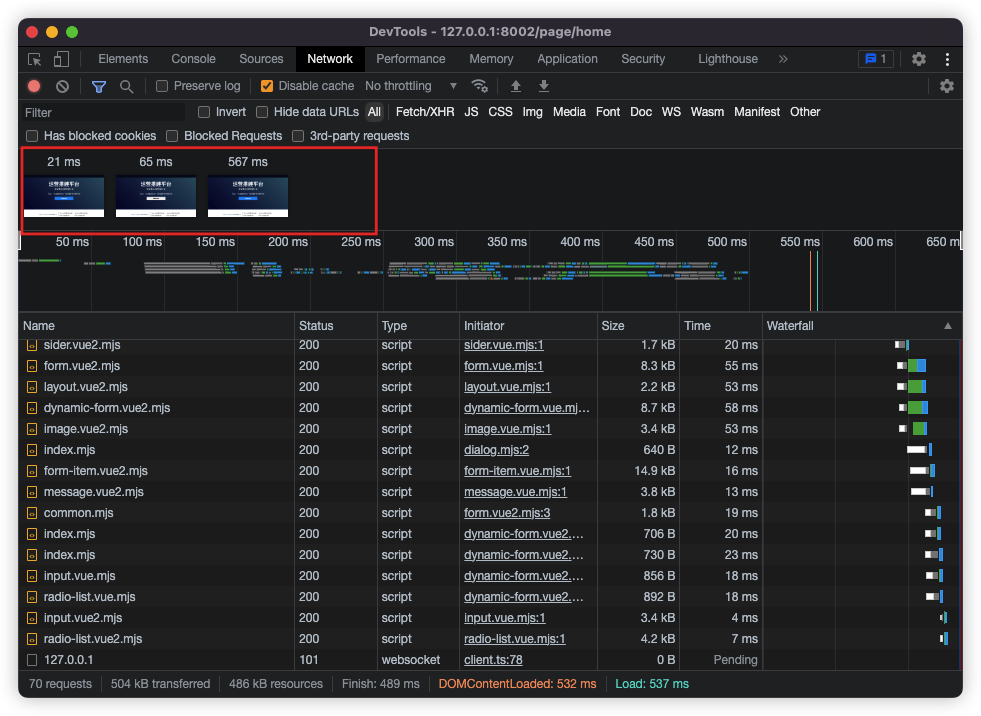 DevTools - 127.0.0.1:8002/page/home
Elements Console Sources Network Performance Memory Application Security Lighthouse » 1
Preserve log Disable cache No throttling
Filter Invert Hide data URLs All Fetch/XHR JS CSS Img Media Font Doc WS Wasm Manifest Other
Has blocked cookies Blocked Requests 3rd-party requests
21 ms 65 ms 567 ms
50 ms 100 ms 150 ms 200 ms 250 ms 300 ms 350 ms 400 ms 450 ms 500 ms 550 ms 600 ms 650 m
Name Status Type Initiator Size Time Waterfall
sider.vue2.mjs 200 script sider.vue.mjs:1 1.7 kB 20 ms
form.vue2.mjs 200 script form.vue.mjs:1 8.3 kB 55 ms
layout.vue2.mjs 200 script layout.vue.mjs:1 2.2 kB 53 ms
dynamic-form.vue2.mjs 200 script dynamic-form.vue.mj... 8.7 kB 58 ms
image.vue2.mjs 200 script image.vue.mjs:1 3.4 kB 53 ms
index.mjs 200 script dialog.mjs:2 640 B 12 ms
form-item.vue2.mjs 200 script form-item.vue.mjs:1 14.9 kB 16 ms
message.vue2.mjs 200 script message.vue.mjs:1 3.8 kB 13 ms
common.mjs 200 script form.vue2.mjs:3 1.8 kB 19 ms
index.mjs 200 script dynamic-form.vue2.... 706 B 20 ms
index.mjs 200 script dynamic-form.vue2.... 730 B 23 ms
input.vue.mjs 200 script dynamic-form.vue2.... 856 B 18 ms
radio-list.vue.mjs 200 script dynamic-form.vue2.... 892 B 18 ms
input.vue2.mjs 200 script input.vue.mjs:1 3.4 kB 4 ms
radio-list.vue2.mjs 200 script radio-list.vue.mjs:1 4.2 kB 7 ms
127.0.0.1 101 websocket client.ts:78 0 B Pending
70 requests 504 kB transferred 486 kB resources Finish: 489 ms DOMContentLoaded: 532 ms Load: 537 ms